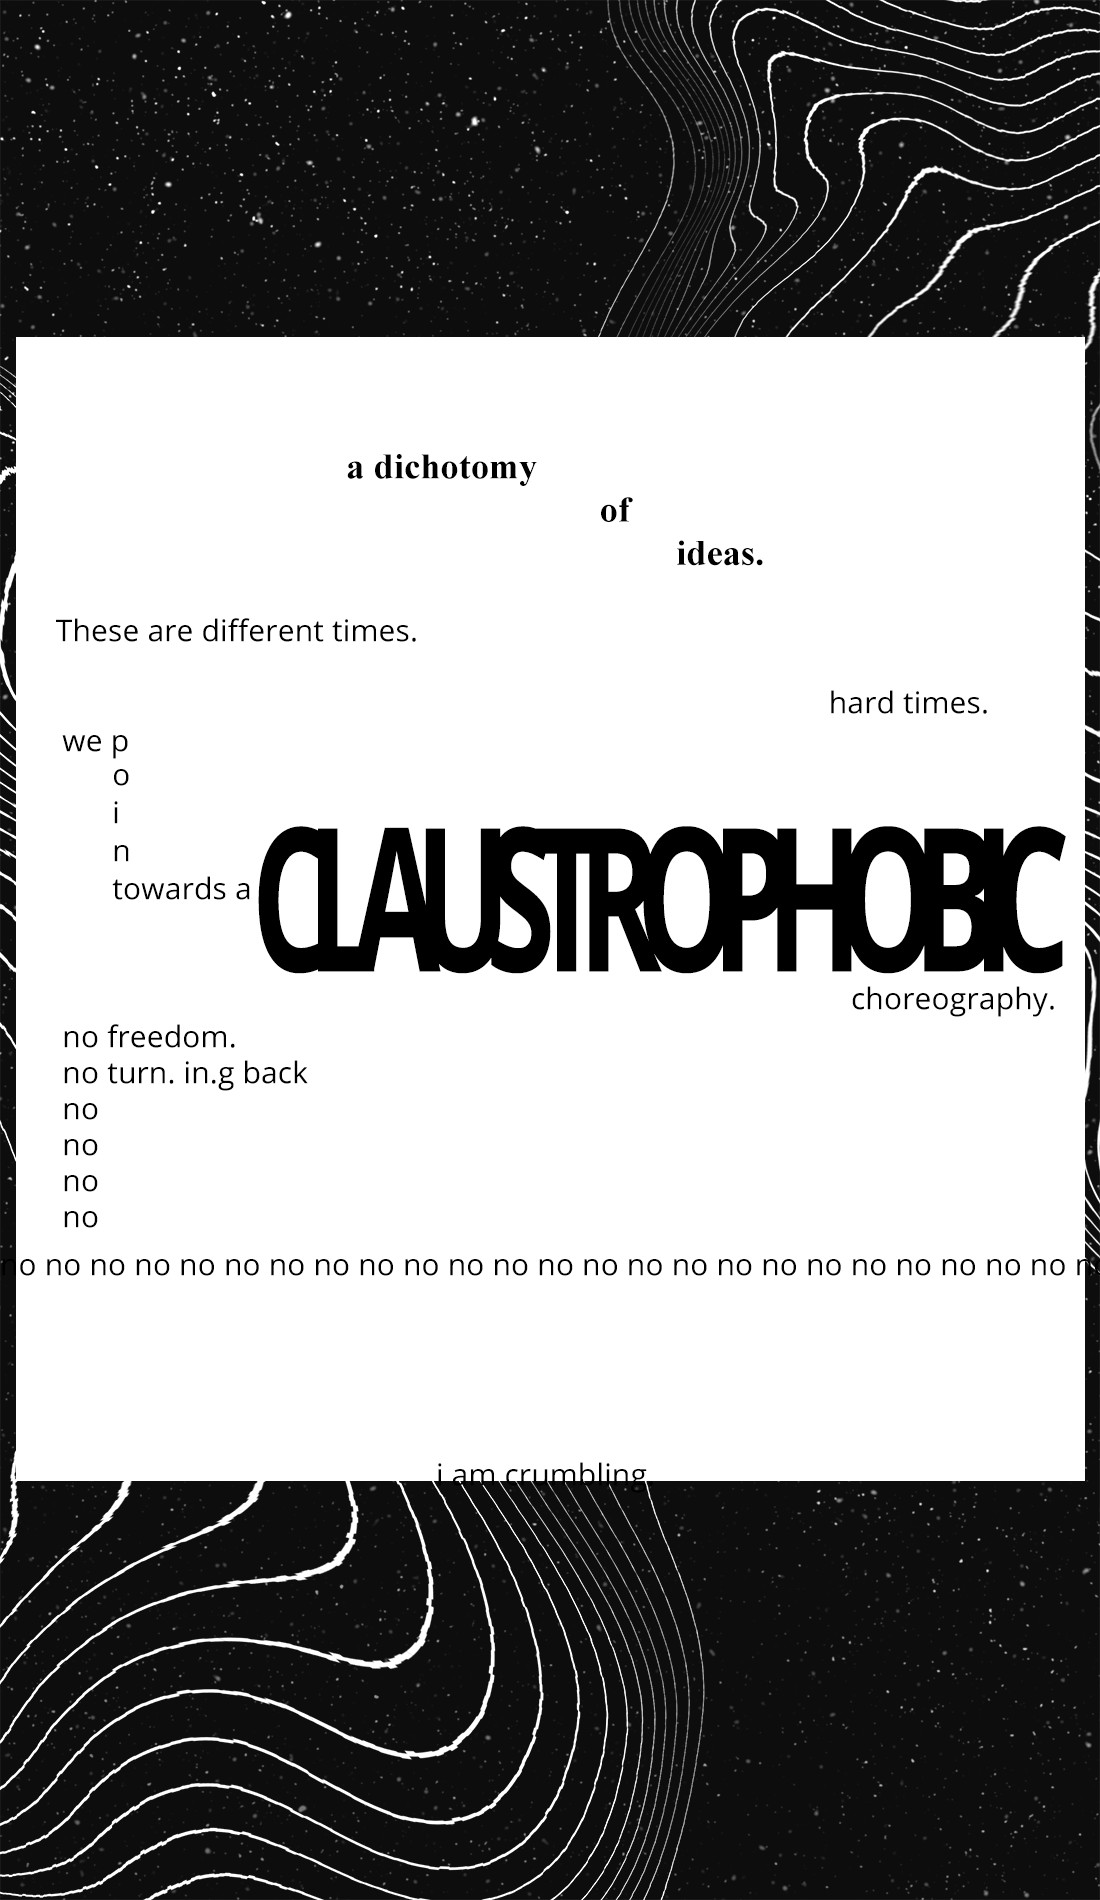 a dichotomy
of
ideas.
These are different times.
hard times.
we p
o
i
n
towards a CLAUSTROPHOBIC
choreography.
no freedom.
no turn. in.g back
no
no
no
no
no no no no no no no no no no no no no no no no no no no no no no no no n
i am crumbling